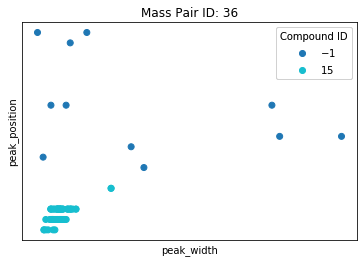 Mass Pair ID: 36
Compound ID
−1
15
peak_position
peak_width